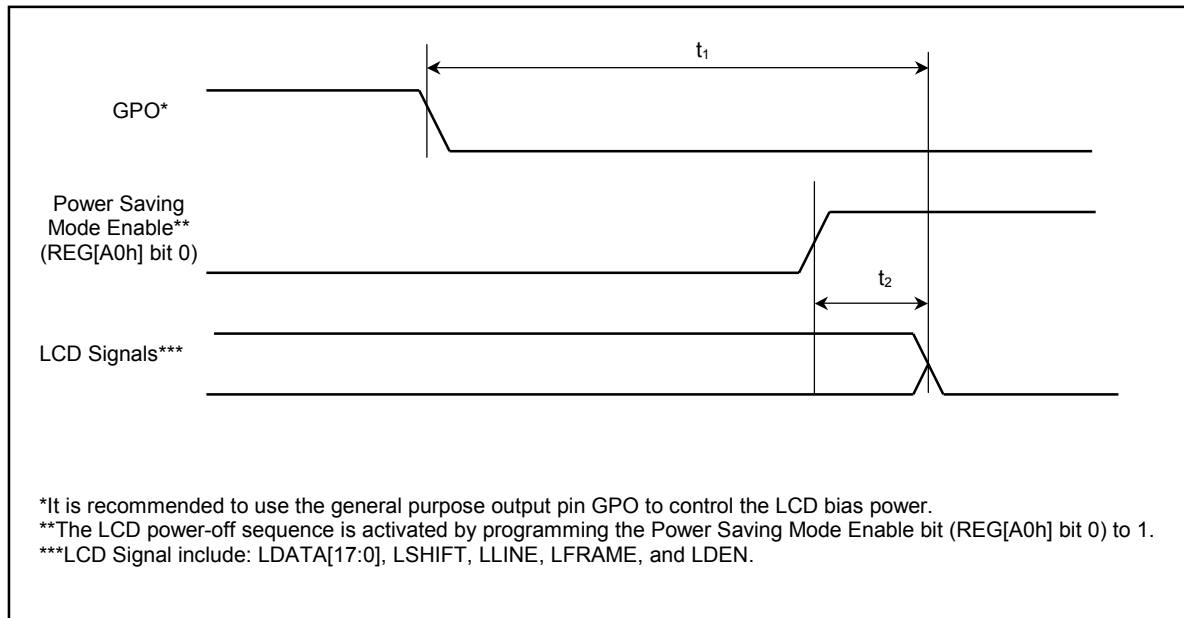 t₁
GPO*
Power Saving
Mode Enable**
(REG[A0h] bit 0)
t₂
LCD Signals***
*It is recommended to use the general purpose output pin GPO to control the LCD bias power.
**The LCD power-off sequence is activated by programming the Power Saving Mode Enable bit (REG[A0h] bit 0) to 1.
***LCD Signal include: LDATA[17:0], LSHIFT, LLINE, LFRAME, and LDEN.